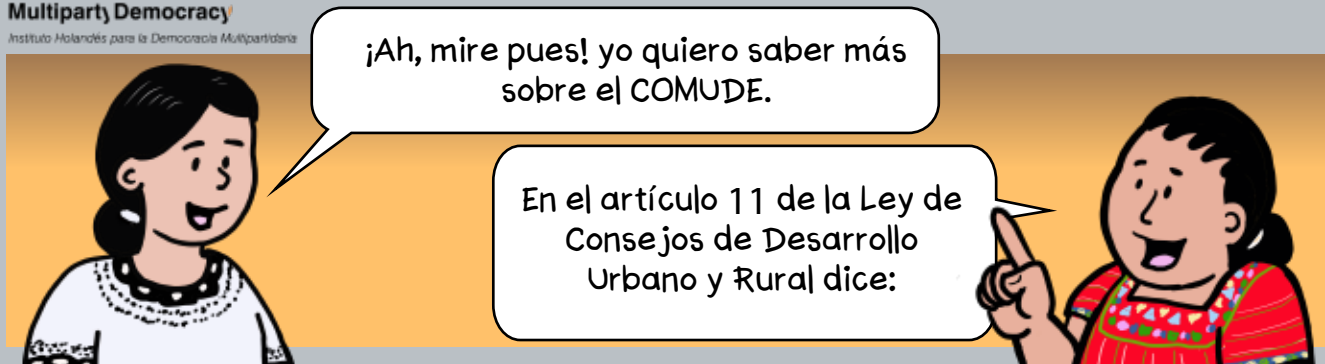 Multiparty Democracy
Instituto Holandés para la Democracia Multipartidaria
¡Ah, mire pues! yo quiero saber más
sobre el COMUDE.
En el artículo 11 de la Ley de
Consejos de Desarrollo
Urbano y Rural dice: